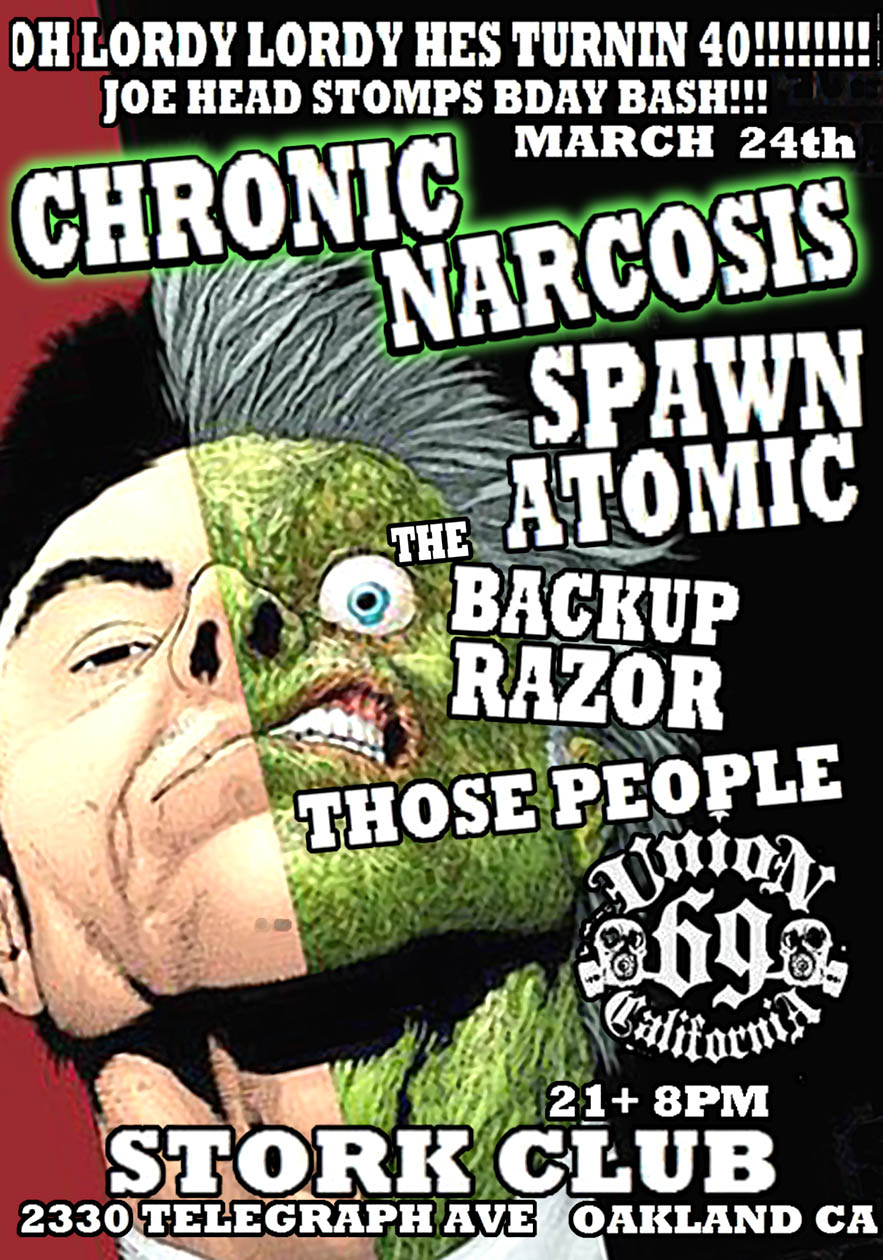 OH LORDY LORDY HES TURNIN 40!!!!!!!!
JOE HEAD STOMPS BDAY BASH!!!
MARCH 24th
CHRONIC
NARCOSIS
SPAWN
ATOMIC
THE
BACKUP
RAZOR
THOSE PEOPLE
Union
69
California
21+ 8PM
STORK CLUB
2330 TELEGRAPH AVE OAKLAND CA